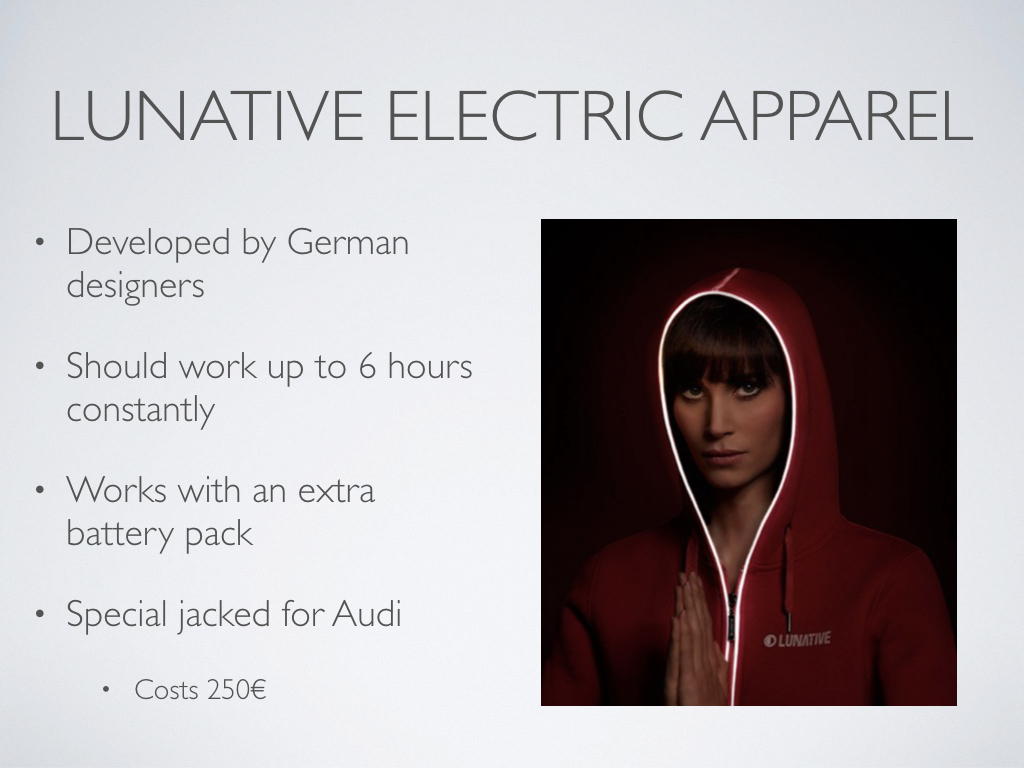 LUNATIVE ELECTRIC APPAREL
• Developed by German
designers
• Should work up to 6 hours
constantly
• Works with an extra
battery pack
• Special jacked for Audi
• Costs 250€
LUNATIVE